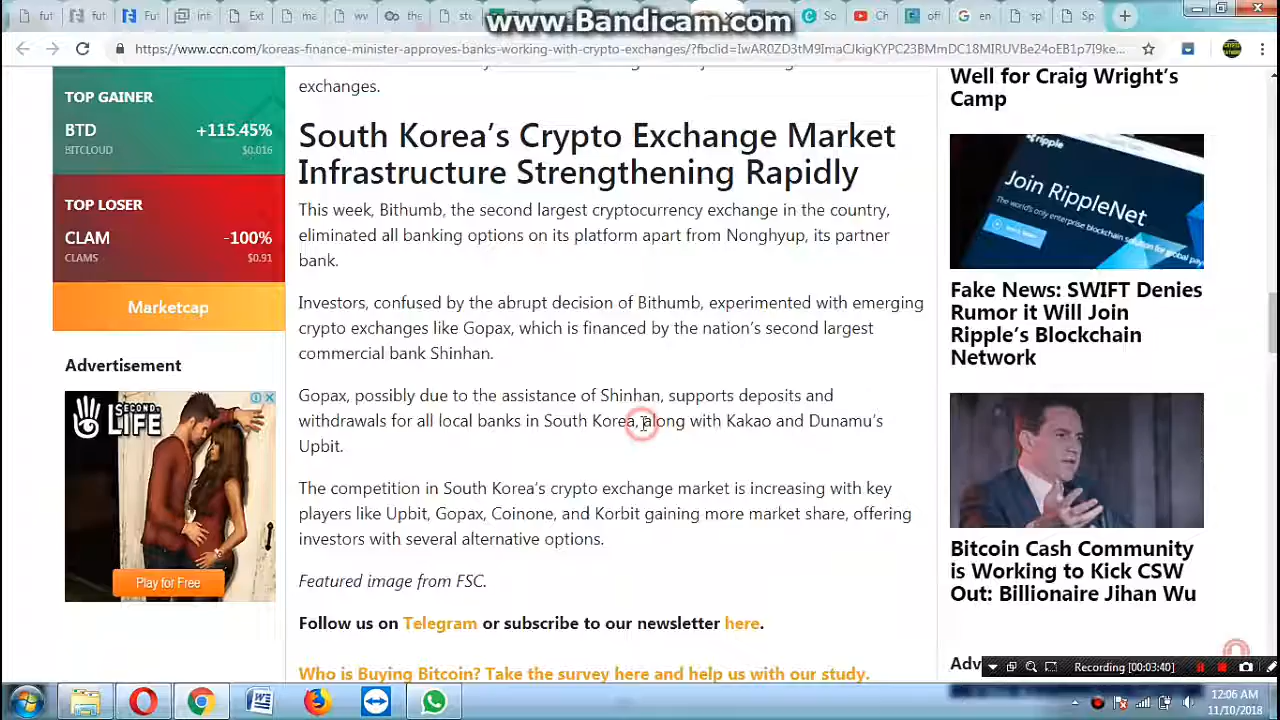 www.Bandicam.com
https://www.ccn.com/koreas-finance-minister-approves-banks-working-with-crypto-exchanges/?fbclid=IwAR0ZD3tM9ImaCJkigKYPC23BMmDC18MIRUVBe24oEB1p7I9ke...
TOP GAINER
BTD +115.45%
BITCLOUD $0.016
TOP LOSER
CLAM -100%
CLAMS $0.91
Marketcap
Advertisement
SECOND
LIFE
Play for Free
exchanges.
South Korea's Crypto Exchange Market
Infrastructure Strengthening Rapidly
This week, Bithumb, the second largest cryptocurrency exchange in the country,
eliminated all banking options on its platform apart from Nonghyup, its partner
bank.
Investors, confused by the abrupt decision of Bithumb, experimented with emerging
crypto exchanges like Gopax, which is financed by the nation's second largest
commercial bank Shinhan.
Gopax, possibly due to the assistance of Shinhan, supports deposits and
withdrawals for all local banks in South Korea, along with Kakao and Dunamu's
Upbit.
The competition in South Korea's crypto exchange market is increasing with key
players like Upbit, Gopax, Coinone, and Korbit gaining more market share, offering
investors with several alternative options.
Featured image from FSC.
Follow us on Telegram or subscribe to our newsletter here.
Who is Buying Bitcoin? Take the survey here and help us with our study.
Well for Craig Wright's
Camp
ripple
Join RippleNet
Fake News: SWIFT Denies
Rumor it Will Join
Ripple's Blockchain
Network
Bitcoin Cash Community
is Working to Kick CSW
Out: Billionaire Jihan Wu
Recording [00:03:40]
12:06 AM
11/10/2018